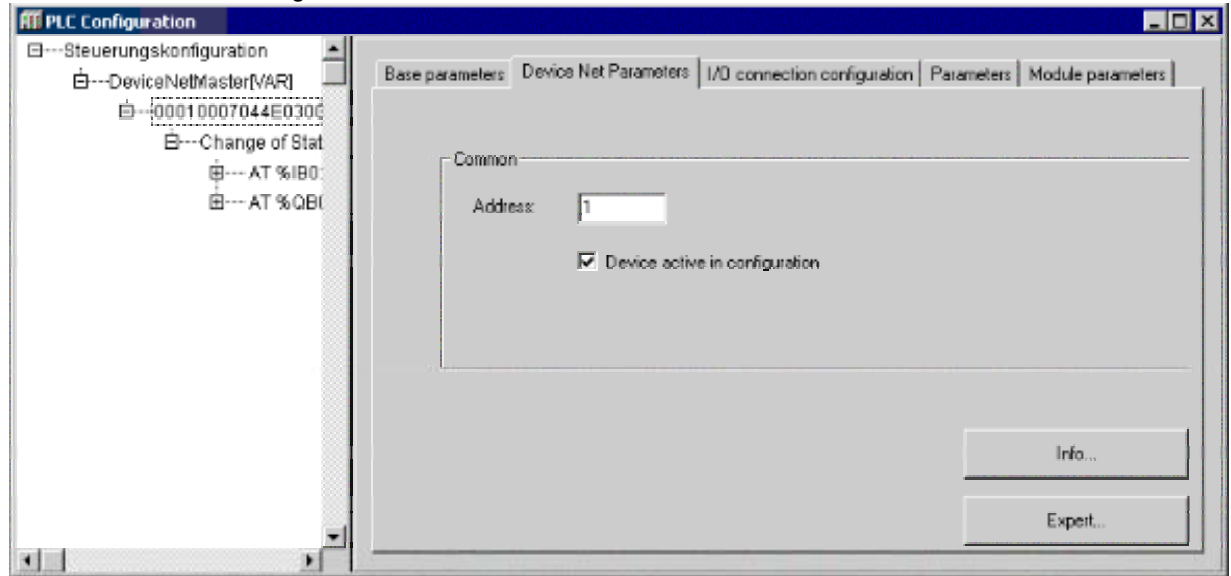 PLC Configuration
Steuerungskonfiguration
DeviceNetMaster[VAR]
00010007044E030
Change of Stat
AT %IB0
AT %QB
Base parameters Device Net Parameters I/O connection configuration Parameters Module parameters
Common
Address: 1
Device active in configuration
Info...
Expert...